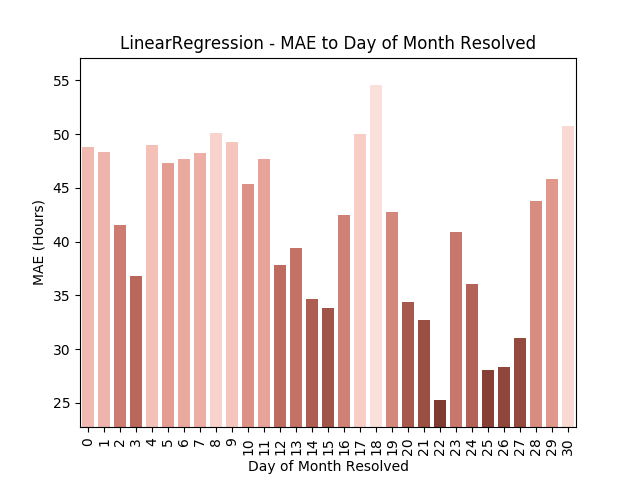 LinearRegression - MAE to Day of Month Resolved
MAE (Hours)
55
50
45
40
35
30
25
0 1 2 3 4 5 6 7 8 9 10 11 12 13 14 15 16 17 18 19 20 21 22 23 24 25 26 27 28 29 30
Day of Month Resolved